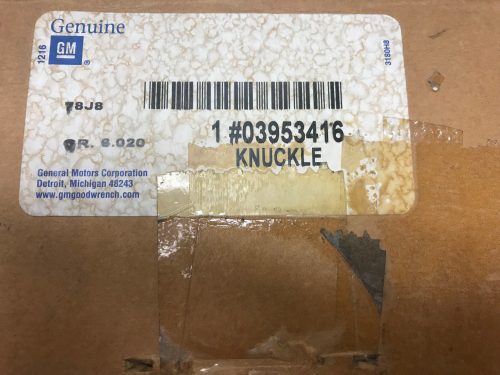 Genuine
GM
®
1216
3180H8
78J8
GR. 6.020
1 #03953416
KNUCKLE
General Motors Corporation
Detroit, Michigan 48243
www.gmgoodwrench.com